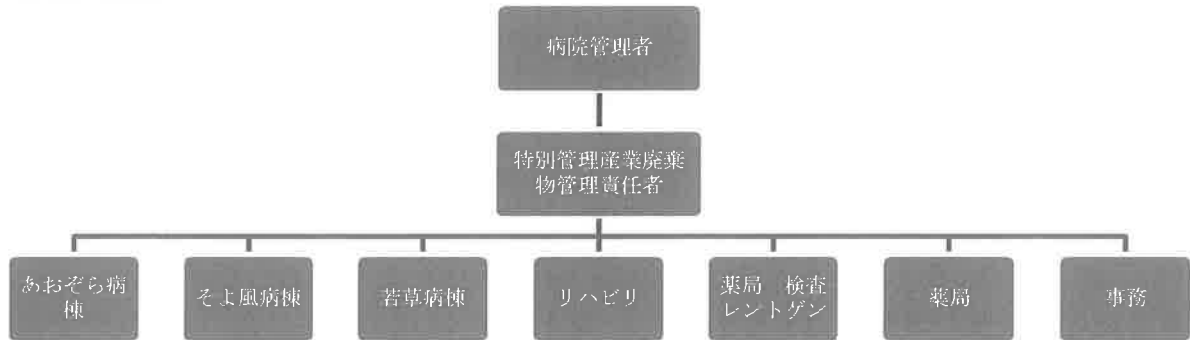 病院管理者
特別管理産業廃棄
物管理責任者
あおぞら病
棟
そよ風病棟
若草病棟
リハビリ
薬局　検査
レントゲン
薬局
事務